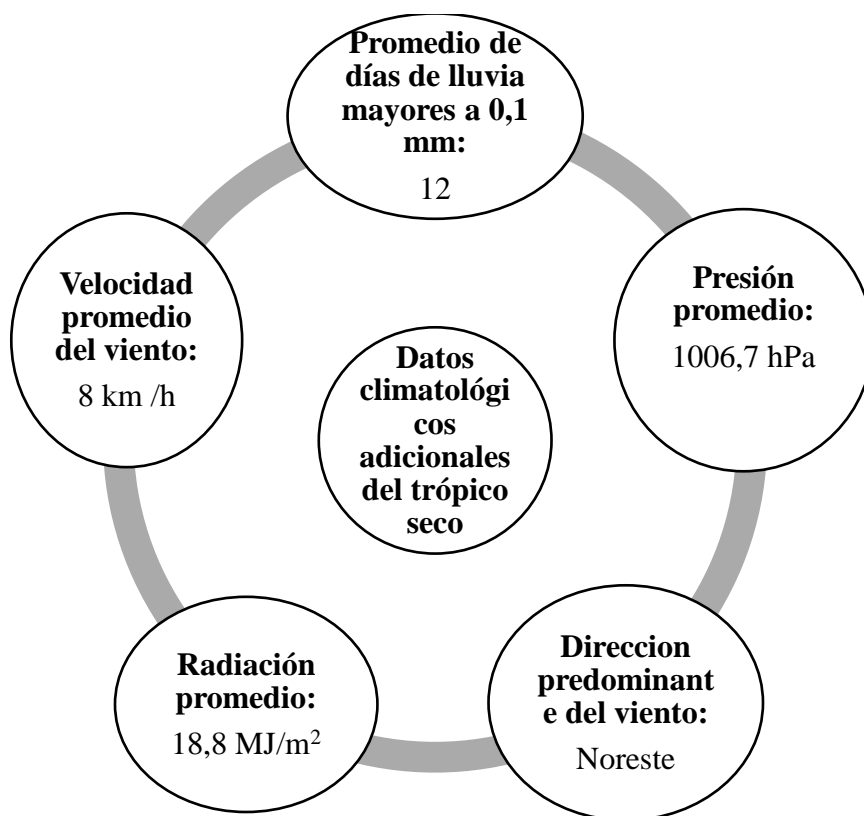 Promedio de
días de lluvia
mayores a 0,1
mm:
12
Presión
promedio:
1006,7 hPa
Direccion
predominant
e del viento:
Noreste
Radiación
promedio:
18,8 MJ/m²
Velocidad
promedio
del viento:
8 km /h
Datos
climatológi
cos
adicionales
del trópico
seco